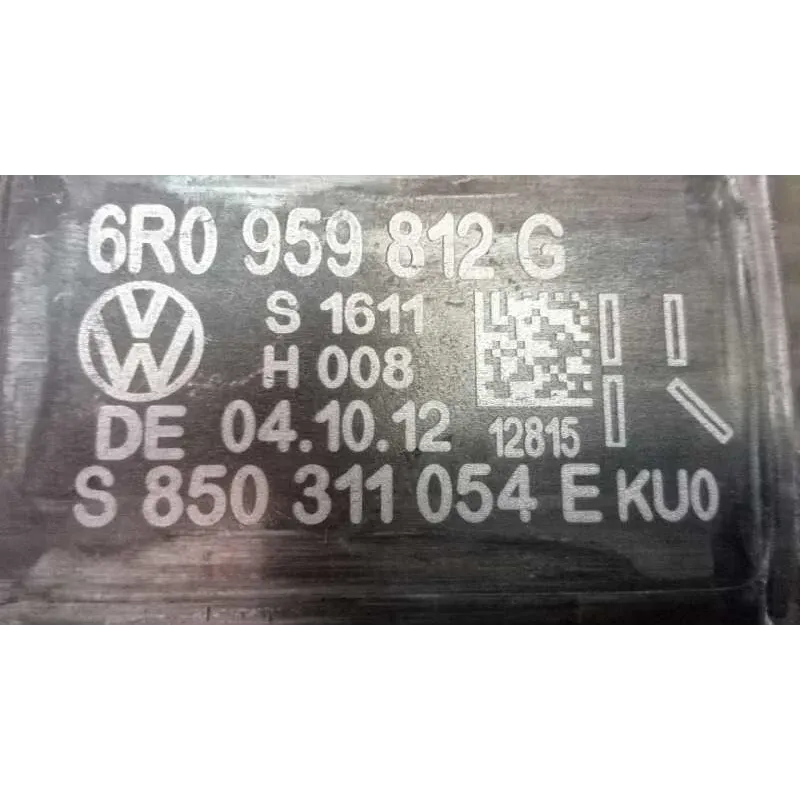 6R0 959 812 G
S 1611
H 008
DE 04.10.12 12815
S 850 311 054 E KU0